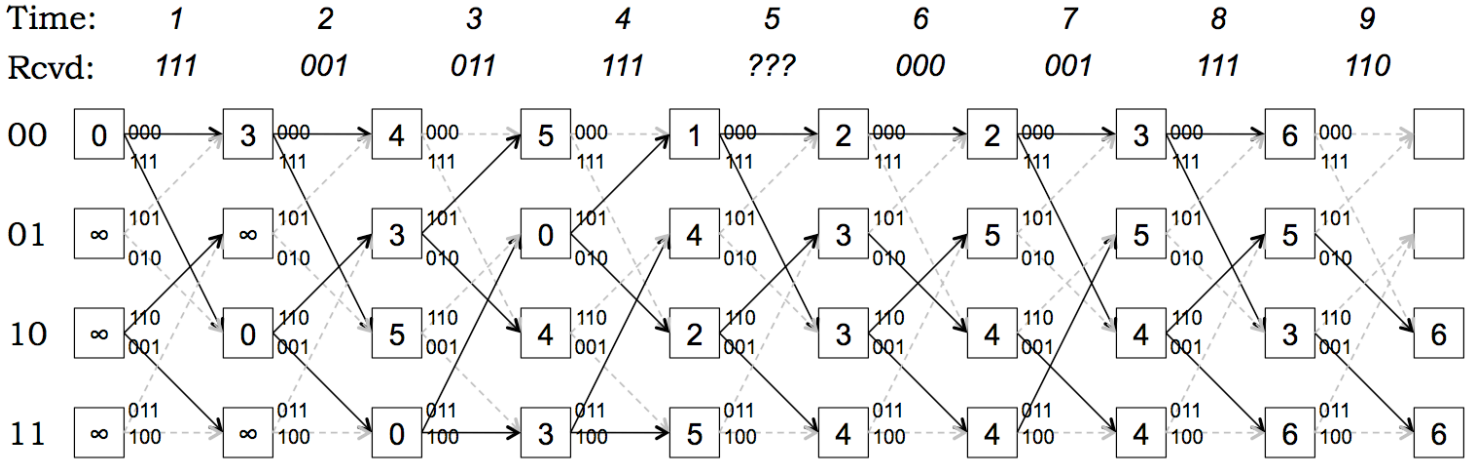 Time: 1 2 3 4 5 6 7 8 9
Rcvd: 111 001 011 111 ??? 000 001 111 110
00 0 000 3 000 4 000 5 000 1 000 2 000 2 000 3 000 6 000
111 111 111 111 111 111 111 111 111
101 101 101 101 101 101 101 101 101
01 ∞ ∞ 3 0 4 3 5 5 5
010 010 010 010 010 010 010 010 010
110 110 110 110 110 110 110 110 110
10 ∞ 0 5 4 2 3 4 4 3 6
001 001 001 001 001 001 001 001 001
011 011 011 011 011 011 011 011 011
11 ∞ 100 ∞ 100 0 100 3 100 5 100 4 100 4 100 4 100 6 100 6